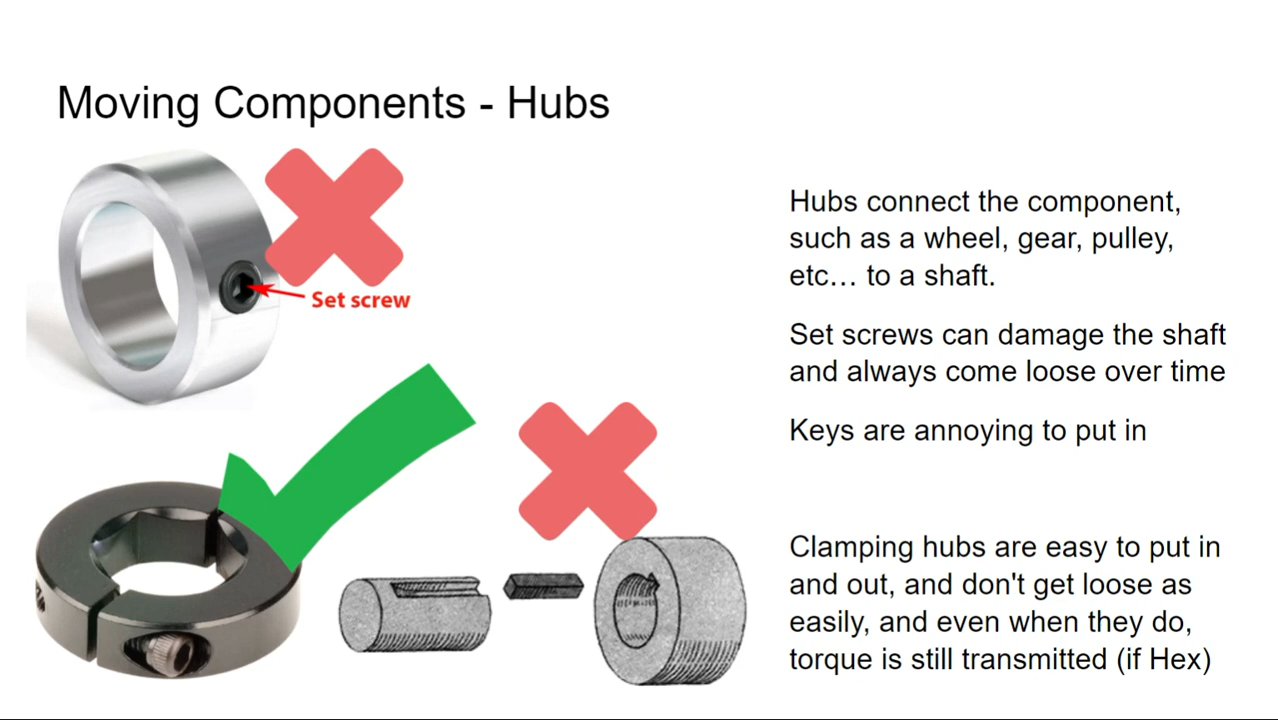 Moving Components - Hubs
Set screw
Hubs connect the component,
such as a wheel, gear, pulley,
etc… to a shaft.
Set screws can damage the shaft
and always come loose over time
Keys are annoying to put in
Clamping hubs are easy to put in
and out, and don't get loose as
easily, and even when they do,
torque is still transmitted (if Hex)